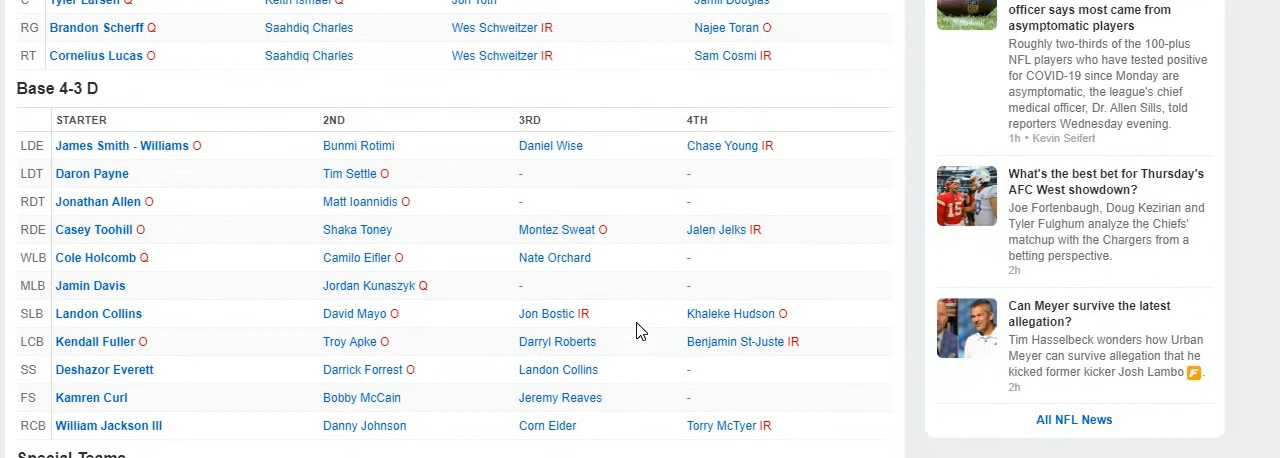 C Tyler Larsen Q Keith Ismael Q Jon Toth Jamil Douglas
RG Brandon Scherff Q Saahdiq Charles Wes Schweitzer IR Najee Toran O
RT Cornelius Lucas O Saahdiq Charles Wes Schweitzer IR Sam Cosmi IR
Base 4-3 D
STARTER 2ND 3RD 4TH
LDE James Smith - Williams O Bunmi Rotimi Daniel Wise Chase Young IR
LDT Daron Payne Tim Settle O - -
RDT Jonathan Allen O Matt Ioannidis O - -
RDE Casey Toohill O Shaka Toney Montez Sweat O Jalen Jelks IR
WLB Cole Holcomb Q Camilo Eifler O Nate Orchard -
MLB Jamin Davis Jordan Kunaszyk Q - -
SLB Landon Collins David Mayo O Jon Bostic IR Khaleke Hudson O
LCB Kendall Fuller O Troy Apke O Darryl Roberts Benjamin St-Juste IR
SS Deshazor Everett Darrick Forrest O Landon Collins -
FS Kamren Curl Bobby McCain Jeremy Reaves -
RCB William Jackson III Danny Johnson Corn Elder Torry McTyer IR
Special Teams
officer says most came from
asymptomatic players
Roughly two-thirds of the 100-plus
NFL players who have tested positive
for COVID-19 since Monday are
asymptomatic, the league's chief
medical officer, Dr. Allen Sills, told
reporters Wednesday evening.
1h • Kevin Seifert
What's the best bet for Thursday's
AFC West showdown?
Joe Fortenbaugh, Doug Kezirian and
Tyler Fulghum analyze the Chiefs'
matchup with the Chargers from a
betting perspective.
2h
Can Meyer survive the latest
allegation?
Tim Hasselbeck wonders how Urban
Meyer can survive allegation that he
kicked former kicker Josh Lambo F.
2h
All NFL News